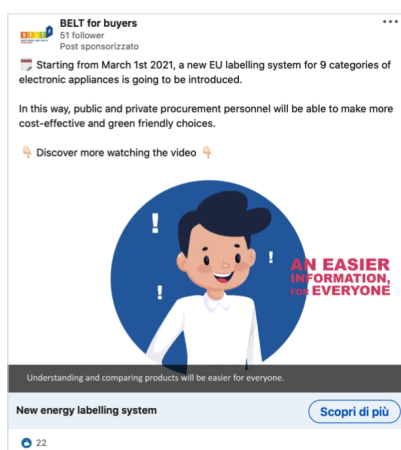 BELT
BELT for buyers
51 follower
Post sponsorizzato
Starting from March 1st 2021, a new EU labelling system for 9 categories of
electronic appliances is going to be introduced.
In this way, public and private procurement personnel will be able to make more
cost-effective and green friendly choices.
Discover more watching the video
!
!
!
AN EASIER
INFORMATION,
FOR EVERYONE
Understanding and comparing products will be easier for everyone.
New energy labelling system
Scopri di più
22